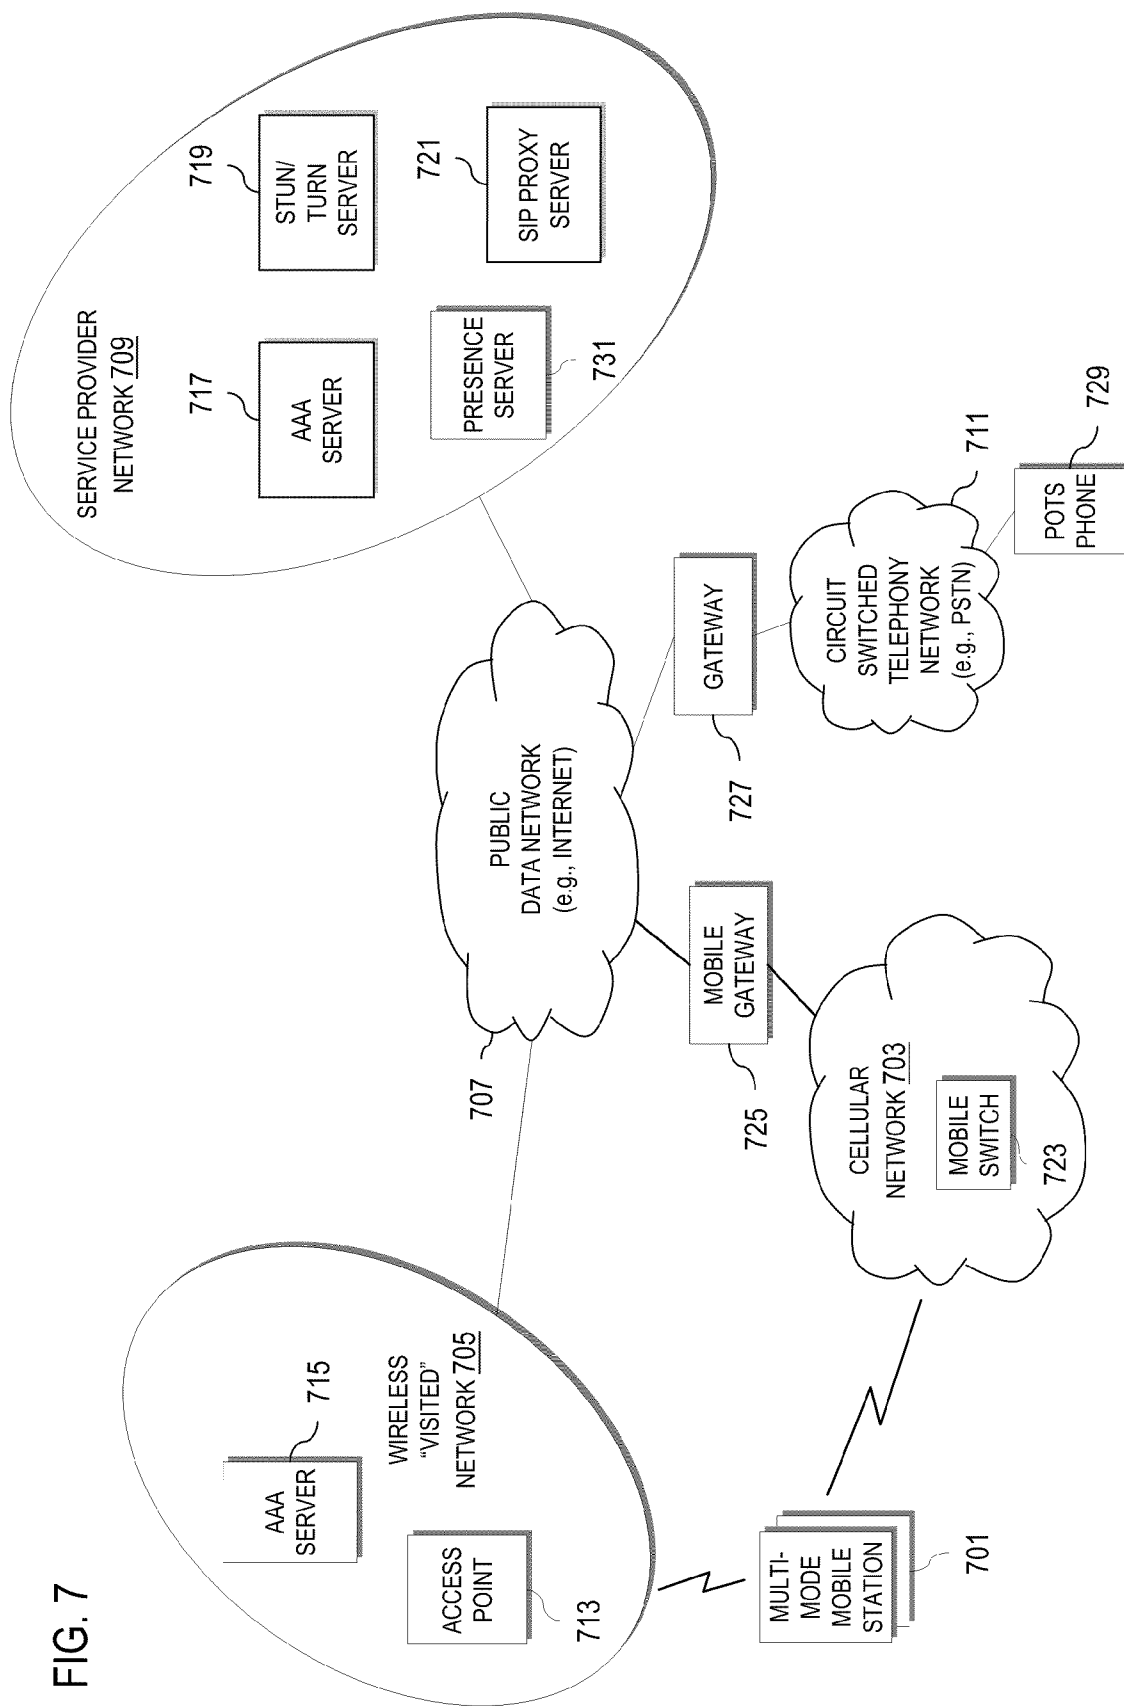 FIG. 7
AAA
SERVER
715
WIRELESS
“VISITED”
NETWORK 705
ACCESS
POINT
713
MULTI-
MODE MOBILE
STATION
701
707
PUBLIC
DATA NETWORK
(e.g., INTERNET)
MOBILE
GATEWAY
725
CELLULAR
NETWORK 703
MOBILE
SWITCH
723
GATEWAY
727
CIRCUIT
SWITCHED
TELEPHONY
NETWORK
(e.g., PSTN)
711
POTS
PHONE
729
SERVICE PROVIDER
NETWORK 709
717
AAA
SERVER
719
STUN/
TURN
SERVER
PRESENCE
SERVER
731
721
SIP PROXY
SERVER